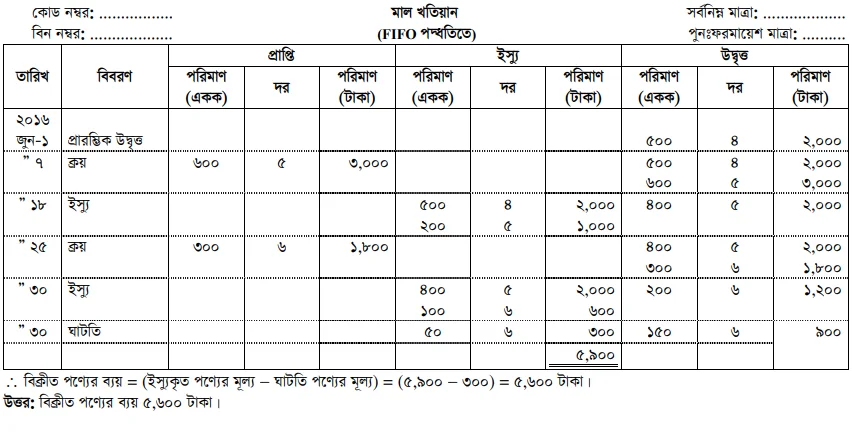 কোড নম্বর: .................. মাল খতিয়ান সর্বনিম্ন মাত্রা: ...................
বিন নম্বর: ................... (FIFO পদ্ধতিতে) পুনঃফরমায়েশ মাত্রা: ..........
তারিখ বিবরণ প্রাপ্তি ইস্যু উদ্বৃত্ত
পরিমাণ (একক) দর পরিমাণ (টাকা) পরিমাণ (একক) দর পরিমাণ (টাকা) পরিমাণ (একক) দর পরিমাণ (টাকা)
২০১৬
জুন-১ প্রারম্ভিক উদ্বৃত্ত ৫০০ ৪ ২,০০০
” ৭ ক্রয় ৬০০ ৫ ৩,০০০ ৫০০ ৪ ২,০০০
৬০০ ৫ ৩,০০০
” ১৮ ইস্যু ৫০০ ৪ ২,০০০ ৪০০ ৫ ২,০০০
২০০ ৫ ১,০০০
” ২৫ ক্রয় ৩০০ ৬ ১,৮০০ ৪০০ ৫ ২,০০০
৩০০ ৬ ১,৮০০
” ৩০ ইস্যু ৪০০ ৫ ২,০০০ ২০০ ৬ ১,২০০
১০০ ৬ ৬০০
” ৩০ ঘাটতি ৫০ ৬ ৩০০ ১৫০ ৬ ৯০০
৫,৯০০
∴ বিক্রীত পণ্যের ব্যয় = (ইস্যুকৃত পণ্যের মূল্য – ঘাটতি পণ্যের মূল্য) = (৫,৯০০ – ৩০০) = ৫,৬০০ টাকা।
উত্তর: বিক্রীত পণ্যের ব্যয় ৫,৬০০ টাকা।